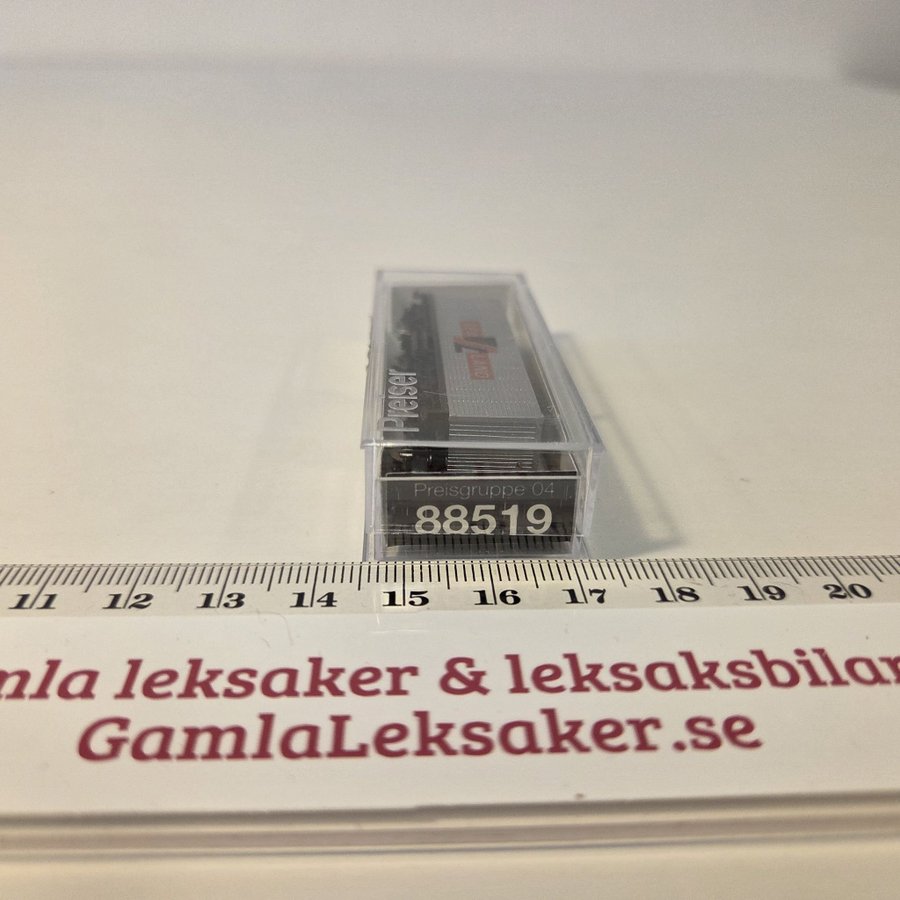 Preiser
Preisgruppe 04
88519
11 12 13 14 15 16 17 18 19 20
mla leksaker & leksaksbilar
GamlaLeksaker.se